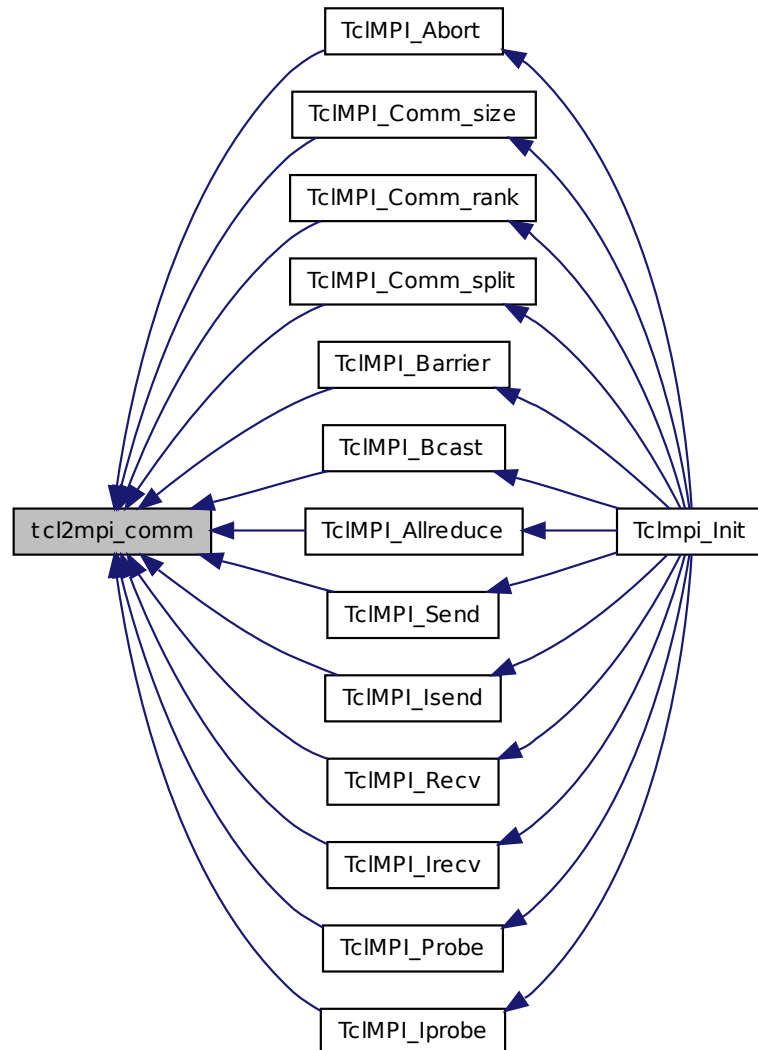 TclMPI_Abort
TclMPI_Comm_size
TclMPI_Comm_rank
TclMPI_Comm_split
TclMPI_Barrier
TclMPI_Bcast
tcl2mpi_comm
TclMPI_Allreduce
Tclmpi_Init
TclMPI_Send
TclMPI_Isend
TclMPI_Recv
TclMPI_Irecv
TclMPI_Probe
TclMPI_Iprobe